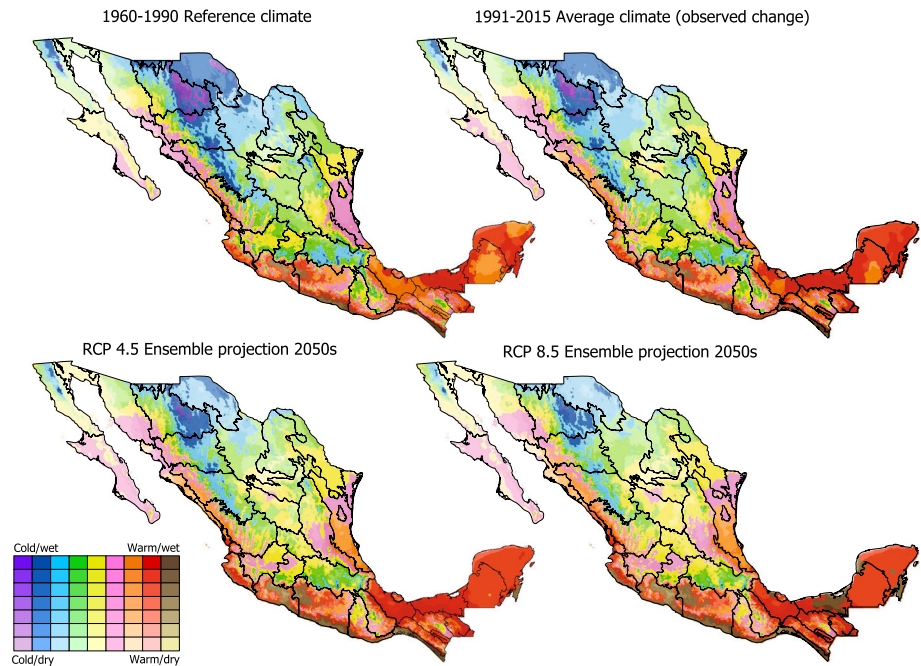 1960-1990 Reference climate
1991-2015 Average climate (observed change)
RCP 4.5 Ensemble projection 2050s
RCP 8.5 Ensemble projection 2050s
Cold/wet
Warm/wet
Cold/dry
Warm/dry